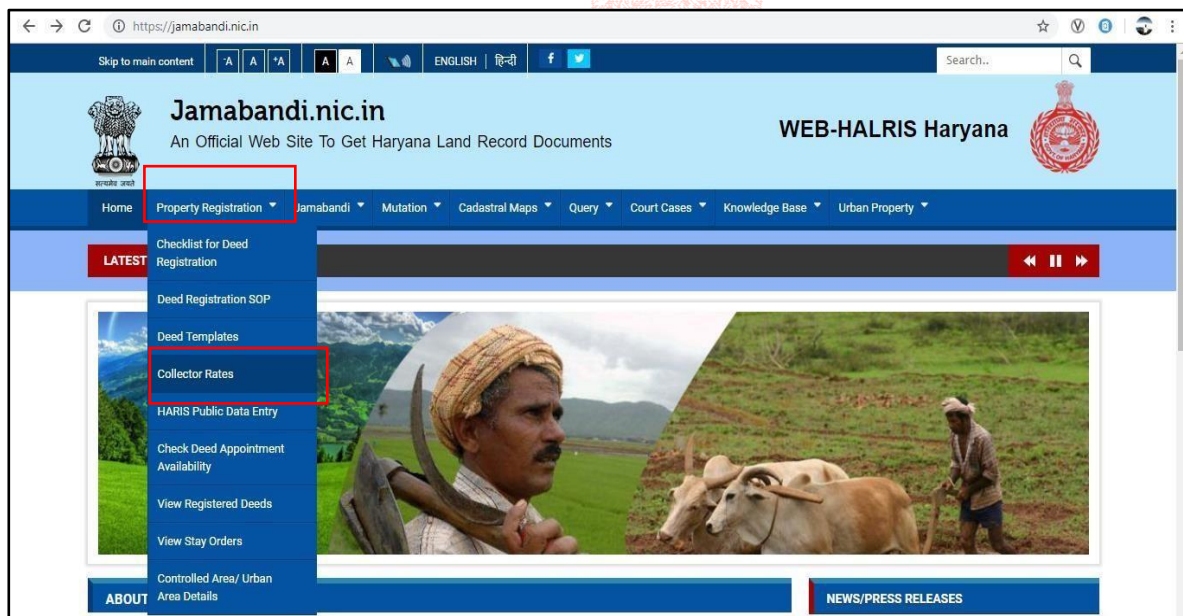 https://jamabandi.nic.in
Skip to main content -A A +A A A ENGLISH | हिन्दी f
Search..
Jamabandi.nic.in
An Official Web Site To Get Haryana Land Record Documents
WEB-HALRIS Haryana
सत्यमेव जयते
Home Property Registration Jamabandi Mutation Cadastral Maps Query Court Cases Knowledge Base Urban Property
LATEST
Checklist for Deed
Registration
Deed Registration SOP
Deed Templates
Collector Rates
HARIS Public Data Entry
Check Deed Appointment
Availability
View Registered Deeds
View Stay Orders
Controlled Area/ Urban
Area Details
ABOUT
NEWS/PRESS RELEASES